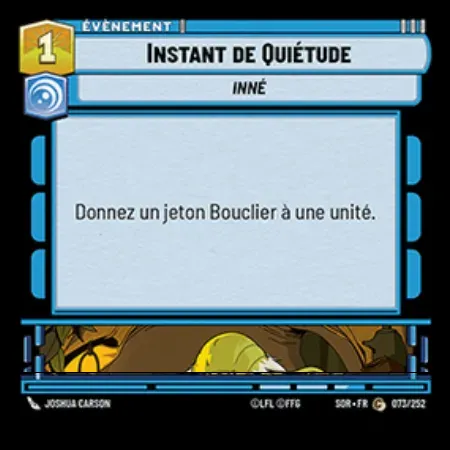 ÉVÈNEMENT
1
INSTANT DE QUIÉTUDE
INNÉ
Donnez un jeton Bouclier à une unité.
JOSHUA CARSON
©LFL ©FFG
SOR • FR
C
073/252